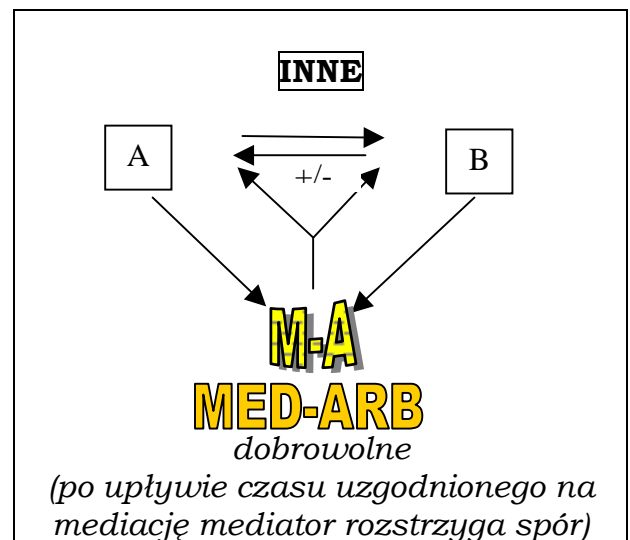 INNE
A
B
+/-
M-A
MED-ARB
dobrowolne
(po upływie czasu uzgodnionego na
mediację mediator rozstrzyga spór)